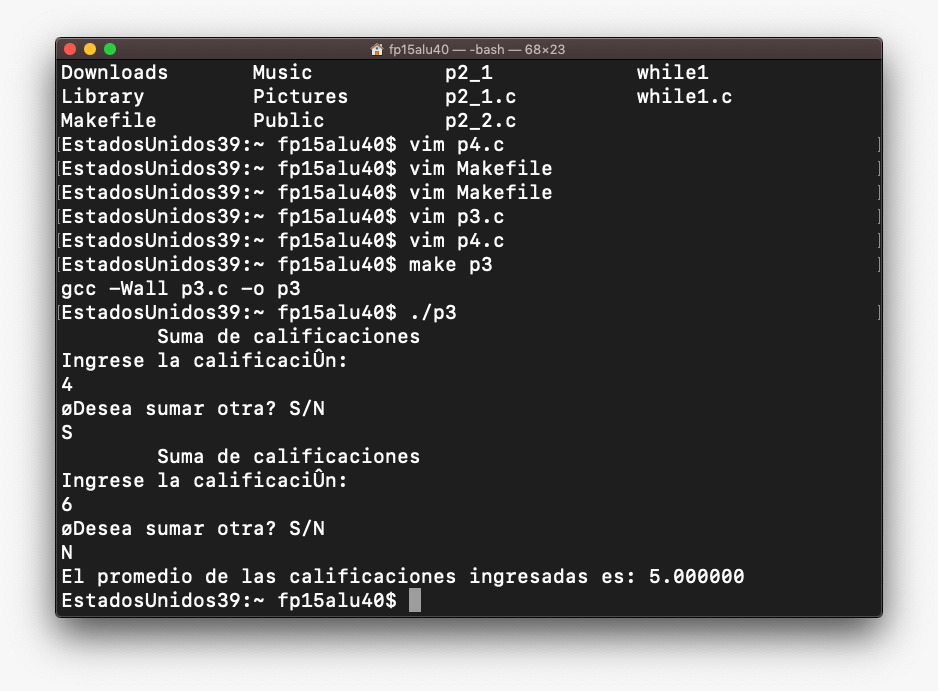 fp15alu40 — -bash — 68×23
Downloads Music p2_1 while1
Library Pictures p2_1.c while1.c
Makefile Public p2_2.c
[EstadosUnidos39:~ fp15alu40$ vim p4.c ]
[EstadosUnidos39:~ fp15alu40$ vim Makefile ]
[EstadosUnidos39:~ fp15alu40$ vim Makefile ]
[EstadosUnidos39:~ fp15alu40$ vim p3.c ]
[EstadosUnidos39:~ fp15alu40$ vim p4.c ]
[EstadosUnidos39:~ fp15alu40$ make p3 ]
gcc -Wall p3.c -o p3
[EstadosUnidos39:~ fp15alu40$ ./p3 ]
Suma de calificaciones
Ingrese la calificaciÛn:
4
øDesea sumar otra? S/N
S
Suma de calificaciones
Ingrese la calificaciÛn:
6
øDesea sumar otra? S/N
N
El promedio de las calificaciones ingresadas es: 5.000000
EstadosUnidos39:~ fp15alu40$